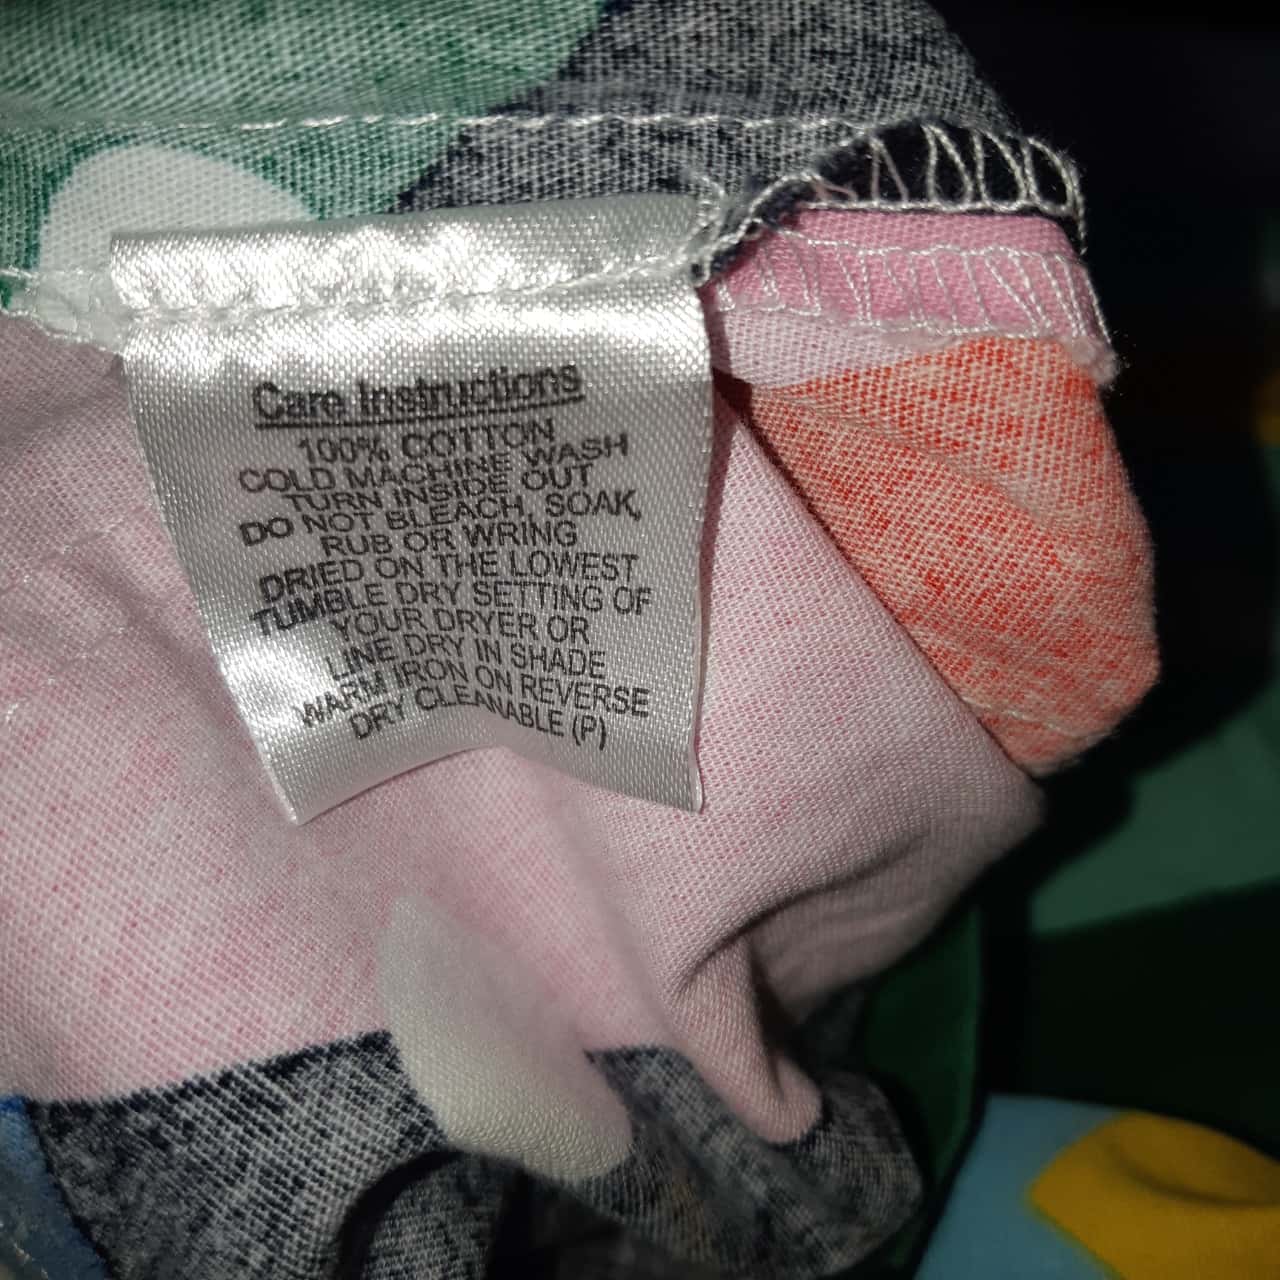 Care Instructions
100% COTTON
COLD MACHINE WASH
TURN INSIDE OUT
DO NOT BLEACH, SOAK,
RUB OR WRING
DRIED ON THE LOWEST
TUMBLE DRY SETTING OF
YOUR DRYER OR
LINE DRY IN SHADE
WARM IRON ON REVERSE
DRY CLEANABLE (P)